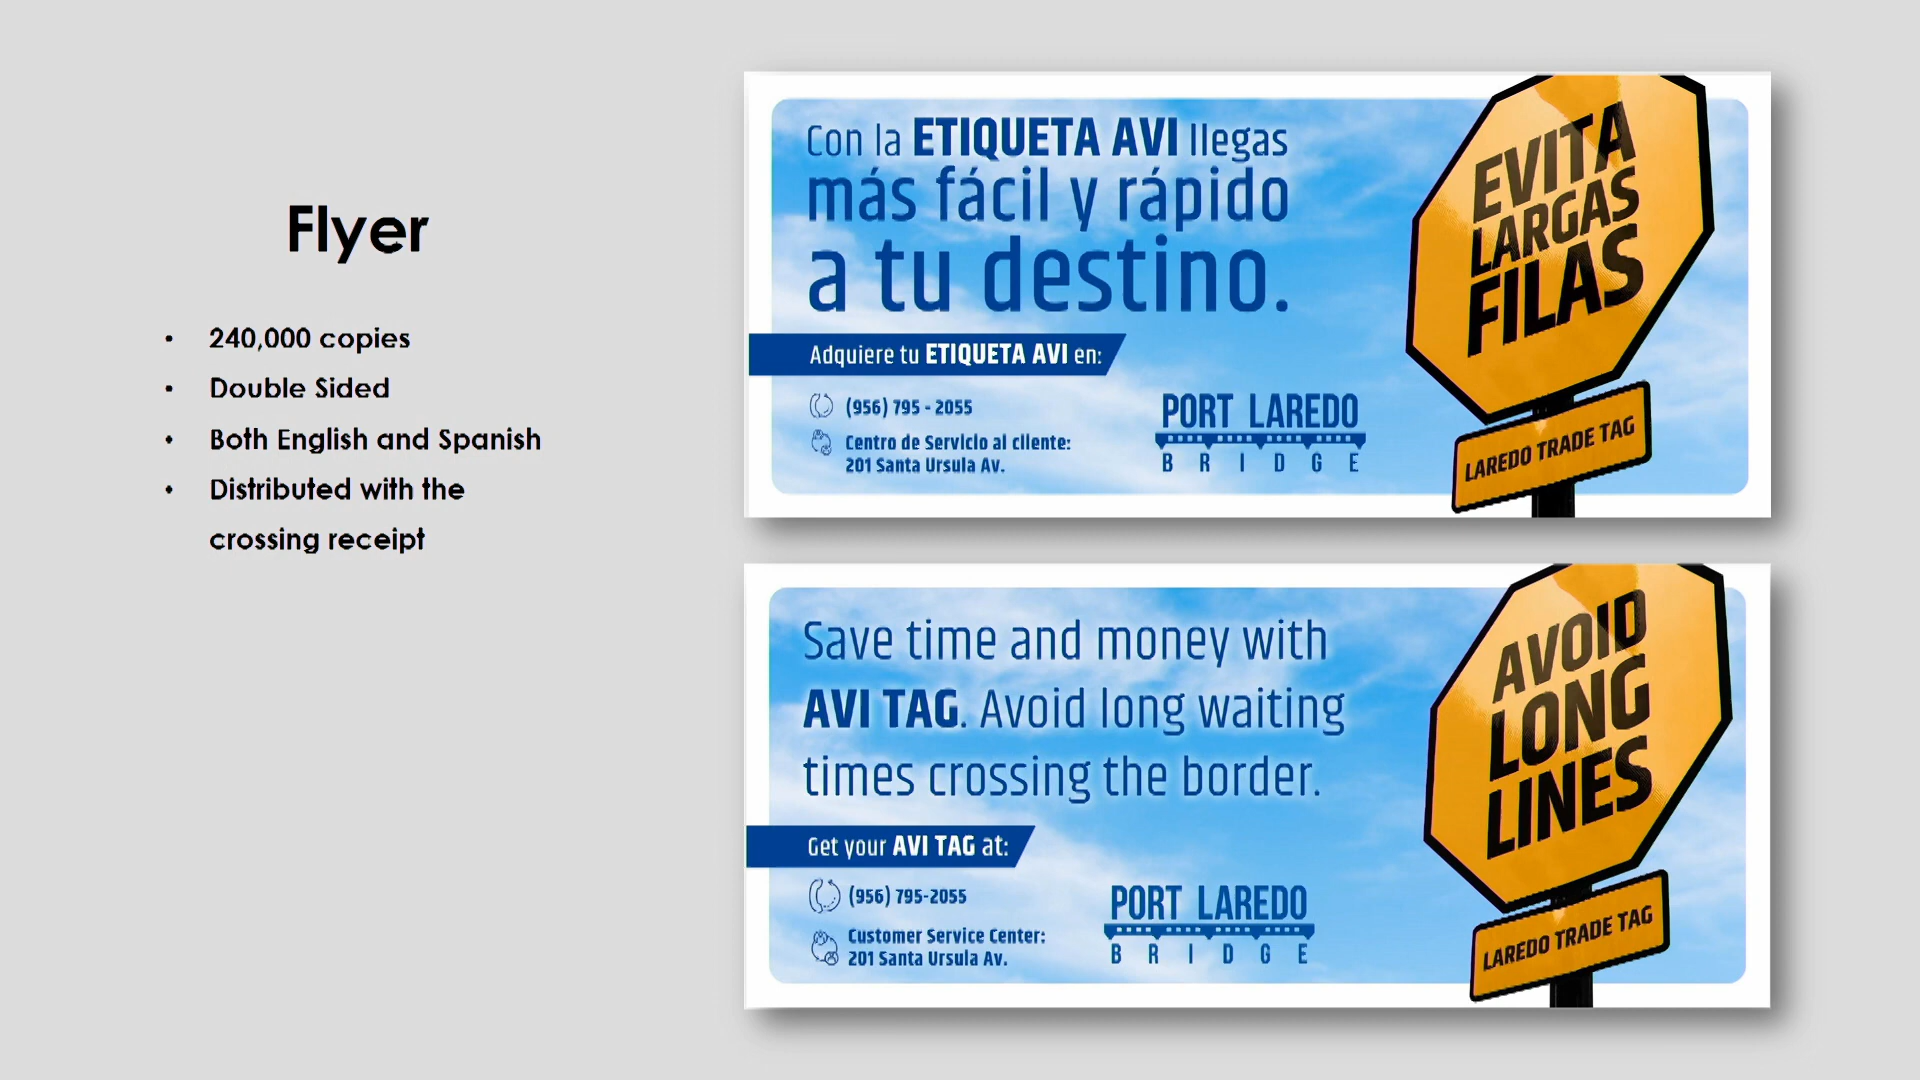 Flyer
• 240,000 copies
• Double Sided
• Both English and Spanish
• Distributed with the
crossing receipt
Con la ETIQUETA AVI llegas
más fácil y rápido
a tu destino.
Adquiere tu ETIQUETA AVI en:
(956) 795 - 2055
Centro de Servicio al cliente:
201 Santa Ursula Av.
PORT LAREDO
BRIDGE
EVITA
LARGAS
FILAS
LAREDO TRADE TAG
Save time and money with
AVI TAG. Avoid long waiting
times crossing the border.
Get your AVI TAG at:
(956) 795-2055
Customer Service Center:
201 Santa Ursula Av.
PORT LAREDO
BRIDGE
AVOID
LONG
LINES
LAREDO TRADE TAG